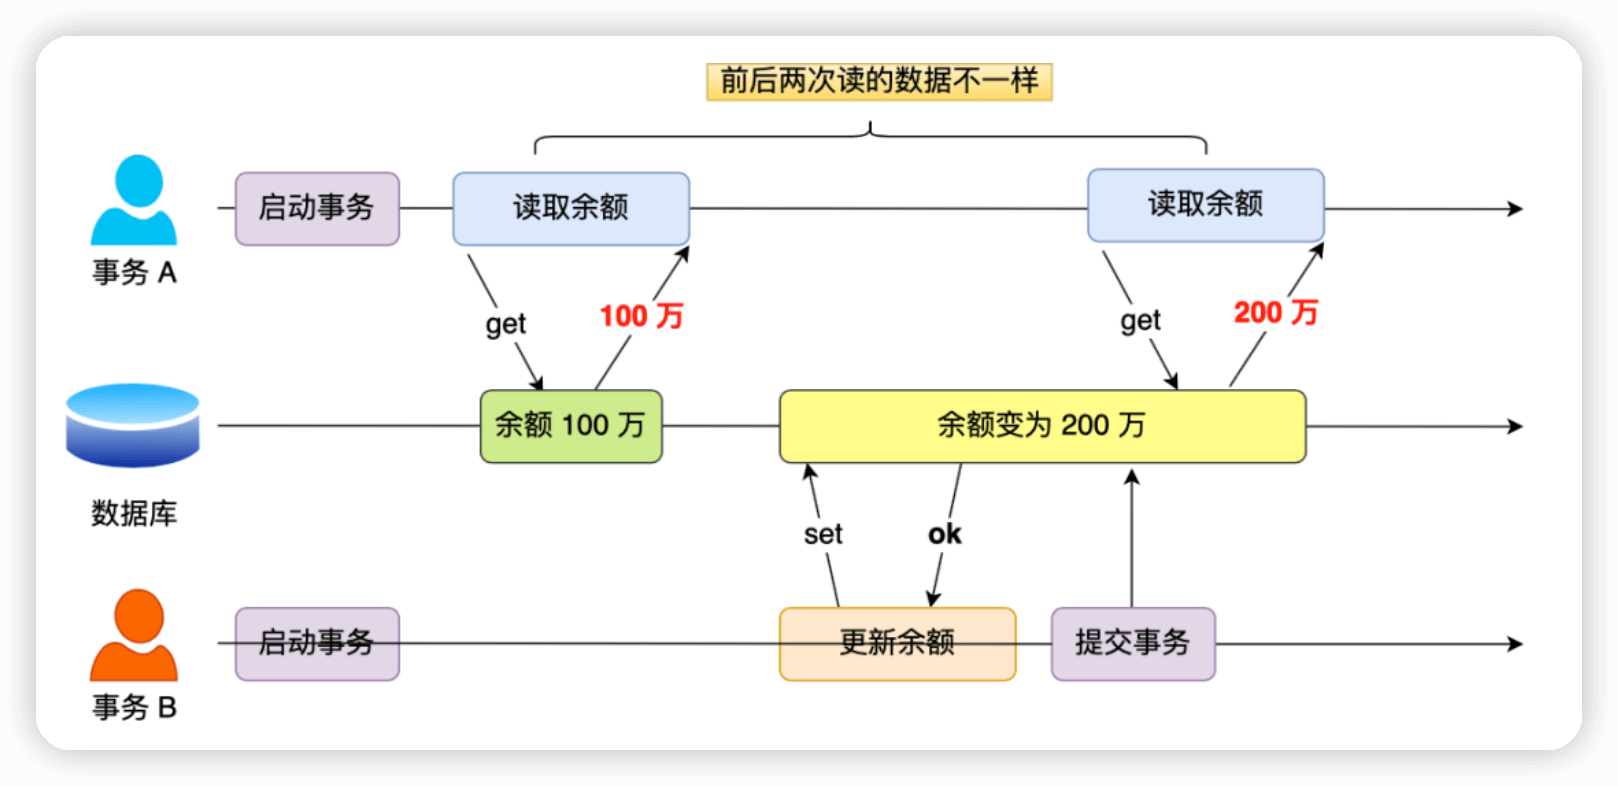 前后两次读的数据不一样
启动事务
读取余额
读取余额
事务 A
get
100 万
get
200 万
余额 100 万
余额变为 200 万
数据库
set
ok
启动事务
更新余额
提交事务
事务 B